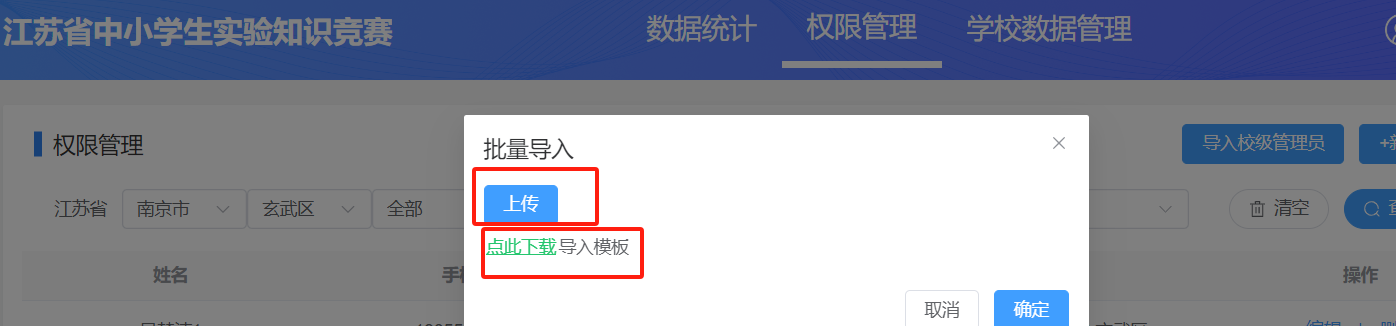 江苏省中小学生实验知识竞赛
数据统计 权限管理 学校数据管理
权限管理
批量导入
导入校级管理员
上传
江苏省 南京市 玄武区 全部
清空
点此下载导入模板
姓名
操作
取消 确定